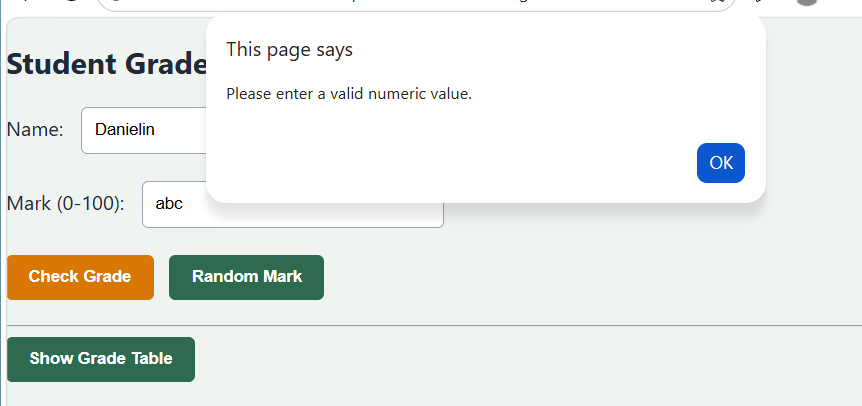 This page says
Student Grade
Please enter a valid numeric value.
Name: Danielin
OK
Mark (0-100): abc
Check Grade Random Mark
Show Grade Table